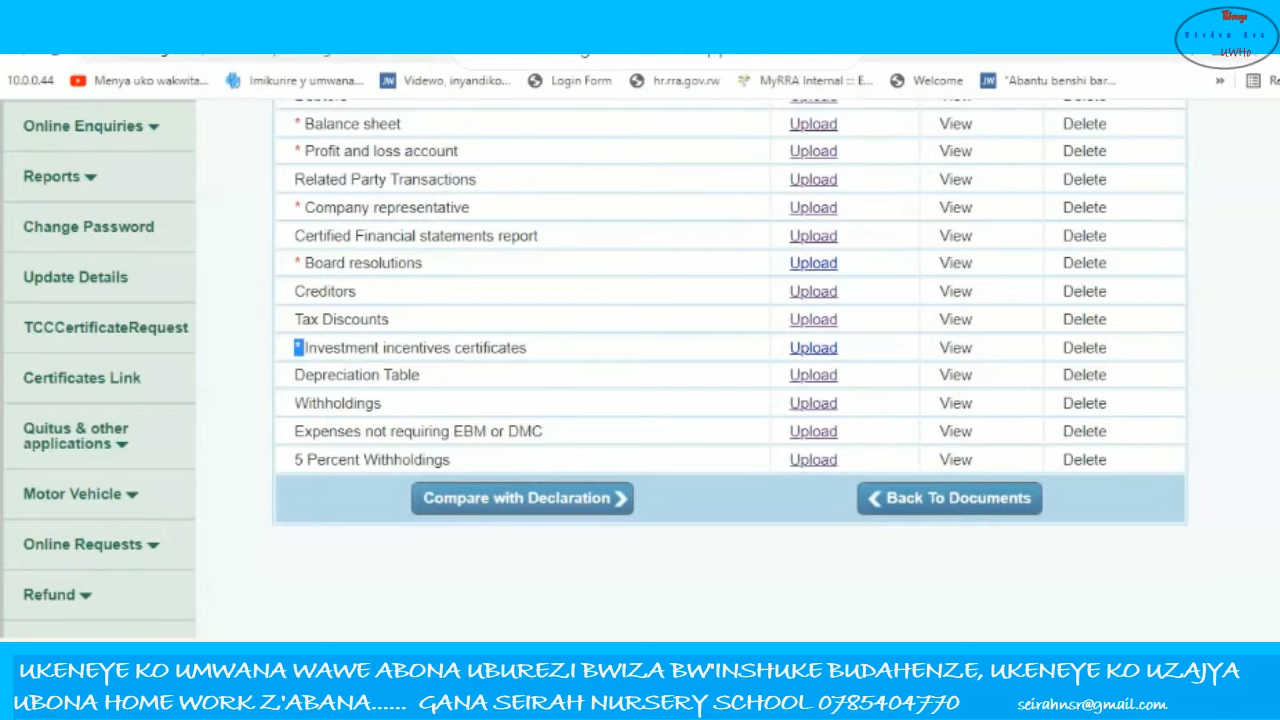 10.0.0.44 Menya uko wakwita... Imikurire y umwana... Videwo, inyandiko... Login Form hr.rra.gov.rw MyRRA Internal ::: E... Welcome "Abantu benshi bar... »
UWHo
Online Enquiries
Reports
Change Password
Update Details
TCCCertificateRequest
Certificates Link
Quitus & other
applications
Motor Vehicle
Online Requests
Refund
* Balance sheet Upload View Delete
* Profit and loss account Upload View Delete
Related Party Transactions Upload View Delete
* Company representative Upload View Delete
Certified Financial statements report Upload View Delete
* Board resolutions Upload View Delete
Creditors Upload View Delete
Tax Discounts Upload View Delete
* Investment incentives certificates Upload View Delete
Depreciation Table Upload View Delete
Withholdings Upload View Delete
Expenses not requiring EBM or DMC Upload View Delete
5 Percent Withholdings Upload View Delete
Compare with Declaration Back To Documents
UKENEYE KO UMWANA WAWE ABONA UBUREZI BWIZA BW"INSHUKE BUDAHENZE, UKENEYE KO UZAJYA
UBONA HOME WORK Z'ABANA...... GANA SEIRAH NURSERY SCHOOL 0785404770 seirahnsr@gmail.com